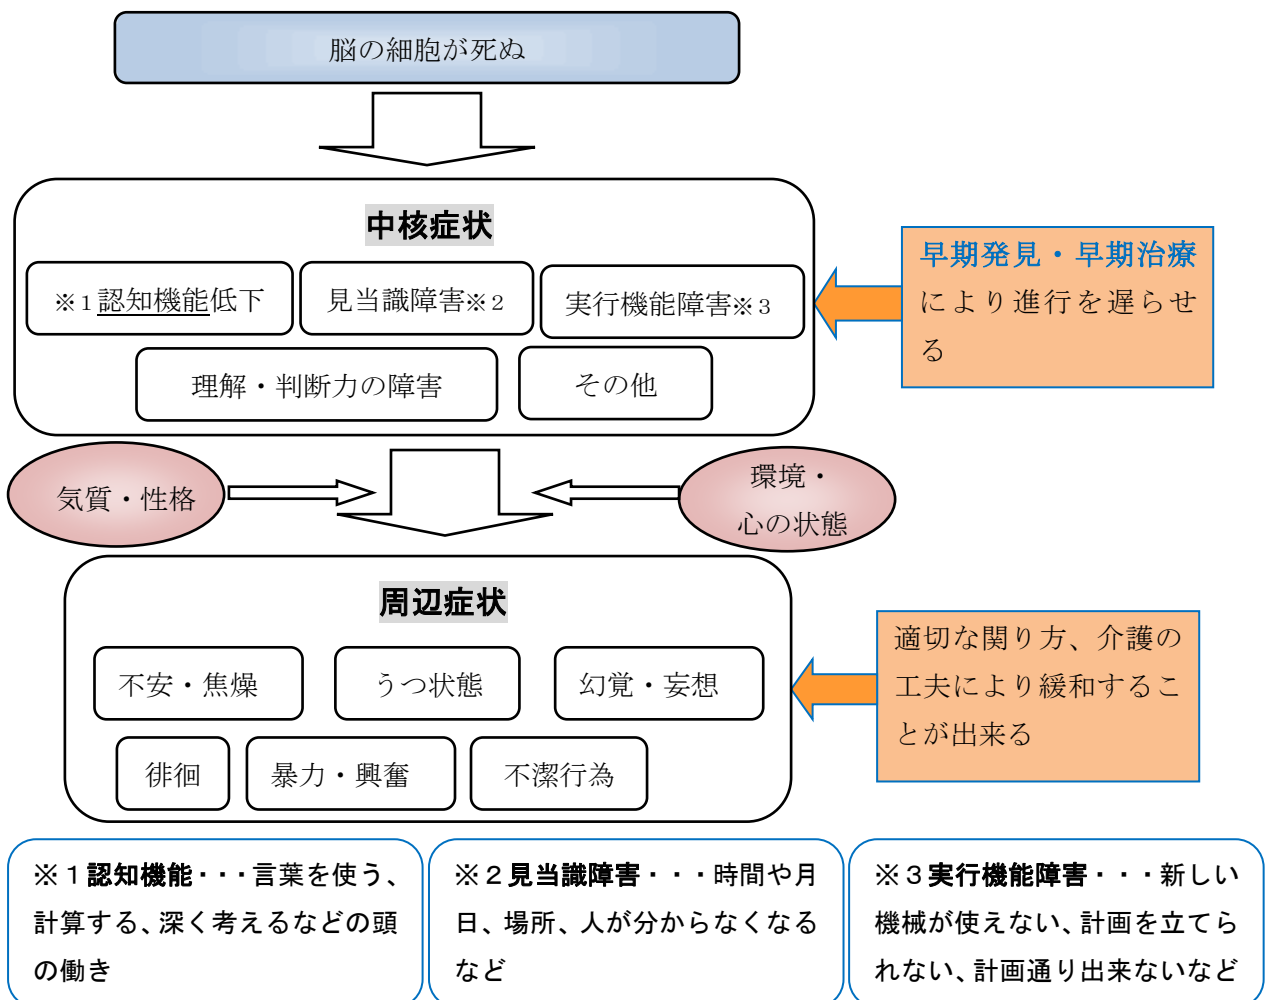 脳の細胞が死ぬ
中核症状
※1認知機能低下
見当識障害※2
実行機能障害※3
理解・判断力の障害
その他
早期発見・早期治療
により進行を遅らせ
る
気質・性格
環境・
心の状態
周辺症状
不安・焦燥
うつ状態
幻覚・妄想
徘徊
暴力・興奮
不潔行為
適切な関り方、介護の
工夫により緩和するこ
とが出来る
※1認知機能・・・言葉を使う、
計算する、深く考えるなどの頭
の働き
※2見当識障害・・・時間や月
日、場所、人が分からなくなる
など
※3実行機能障害・・・新しい
機械が使えない、計画を立てら
れない、計画通り出来ないなど